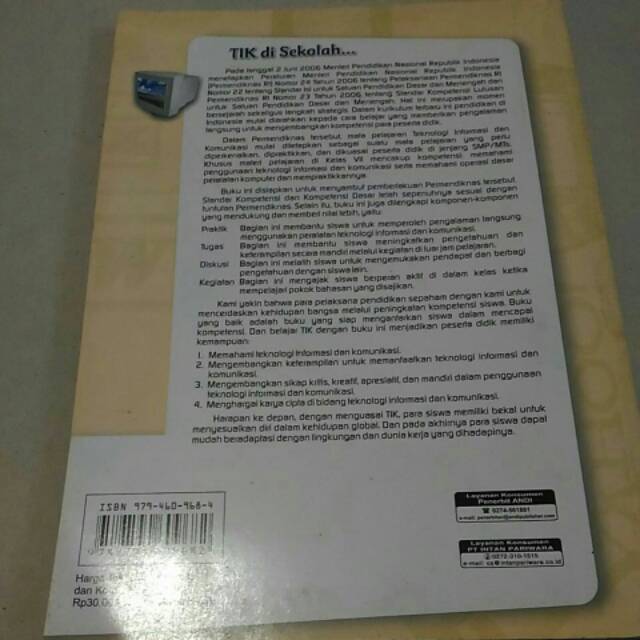 TIK di Sekolah...
Pada tanggal 2 Juni 2006 Menteri Pendidikan Nasional Republik Indonesia
menetapkan Peraturan Menteri Pendidikan Nasional Republik Indonesia
(Permendiknas RI) Nomor 24 Tahun 2006 tentang Pelaksanaan Permendiknas RI
Nomor 22 tentang Standar Isi untuk Satuan Pendidikan Dasar dan Menengah dan
Permendiknas RI Nomor 23 Tahun 2006 tentang Standar Kompetensi Lulusan
untuk Satuan Pendidikan Dasar dan Menengah. Hal ini merupakan momen
bersejarah sekaligus langkah strategis. Dalam kurikulum terbaru ini pendidikan di
Indonesia mulai diarahkan kepada cara belajar yang memberikan pengalaman
langsung untuk mengembangkan kompetensi para peserta didik.
Dalam Permendiknas tersebut, mata pelajaran Teknologi Informasi dan
Komunikasi mulai ditetapkan sebagai suatu mata pelajaran yang perlu
diperkenalkan, dipraktikkan, dan dikuasai peserta didik di jenjang SMP/MTs.
Khusus materi pelajaran di Kelas VII mencakup kompetensi memahami
penggunaan teknologi informasi dan komunikasi serta memahami operasi dasar
peralatan komputer dan mempraktikkannya.
Buku ini disiapkan untuk menyambut pemberlakuan Permendiknas tersebut.
Standar Kompetensi dan Kompetensi Dasar telah sepenuhnya sesuai dengan
tuntutan Permendiknas. Selain itu, buku ini juga dilengkapi komponen-komponen
yang mendukung dan memberi nilai lebih, yaitu:
Praktik Bagian ini membantu siswa untuk memperoleh pengalaman langsung
menggunakan peralatan teknologi informasi dan komunikasi.
Tugas Bagian ini membantu siswa meningkatkan pengetahuan dan
keterampilan secara mandiri melalui kegiatan di luar jam pelajaran.
Diskusi Bagian ini melatih siswa untuk mengemukakan pendapat dan berbagi
pengetahuan dengan siswa lain.
Kegiatan Bagian ini mengajak siswa berperan aktif di dalam kelas ketika
mempelajari pokok bahasan yang disajikan.
Kami yakin bahwa para pelaksana pendidikan sepaham dengan kami untuk
mencerdaskan kehidupan bangsa melalui peningkatan kompetensi siswa. Buku
yang baik adalah buku yang siap mengantarkan siswa dalam mencapai
kompetensi. Dan belajar TIK dengan buku ini menjadikan peserta didik memiliki
kemampuan:
1. Memahami teknologi informasi dan komunikasi.
2. Mengembangkan keterampilan untuk memanfaatkan teknologi informasi dan
komunikasi.
3. Mengembangkan sikap kritis, kreatif, apresiatif, dan mandiri dalam penggunaan
teknologi informasi dan komunikasi.
4. Menghargai karya cipta di bidang teknologi informasi dan komunikasi.
Harapan ke depan, dengan menguasai TIK, para siswa memiliki bekal untuk
menyesuaikan diri dalam kehidupan global. Dan pada akhirnya para siswa dapat
mudah beradaptasi dengan lingkungan dan dunia kerja yang dihadapinya.
ISBN 979-460-968-4
Harga
dan
Layanan Konsumen
Penerbit ANDI
☎ 0274-561881
e-mail: penerbitan@andipublisher.com
Layanan Konsumen
PT INTAN PARIWARA
0272-310-1515
e-mail: cs@intanpariwara.co.id